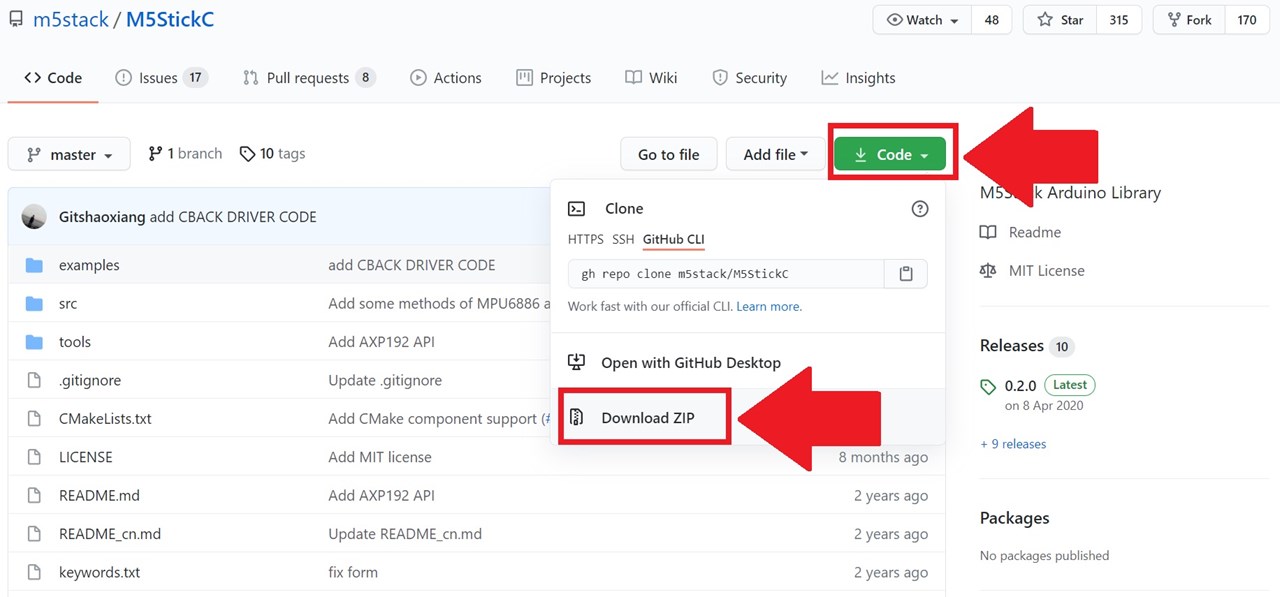 m5stack / M5StickC
Watch 48 Star 315 Fork 170
Code Issues 17 Pull requests 8 Actions Projects Wiki Security Insights
master 1 branch 10 tags Go to file Add file Code
Gitshaoxiang add CBACK DRIVER CODE
examples add CBACK DRIVER CODE
src Add some methods of MPU6886 a
tools Add AXP192 API
.gitignore Update .gitignore
CMakeLists.txt Add CMake component support (#
LICENSE Add MIT license 8 months ago
README.md Add AXP192 API 2 years ago
README_cn.md Update README_cn.md 2 years ago
keywords.txt fix form 2 years ago
Clone
HTTPS SSH GitHub CLI
gh repo clone m5stack/M5StickC
Work fast with our official CLI. Learn more.
Open with GitHub Desktop
Download ZIP
Arduino Library
Readme
MIT License
Releases 10
0.2.0 Latest
on 8 Apr 2020
+ 9 releases
Packages
No packages published